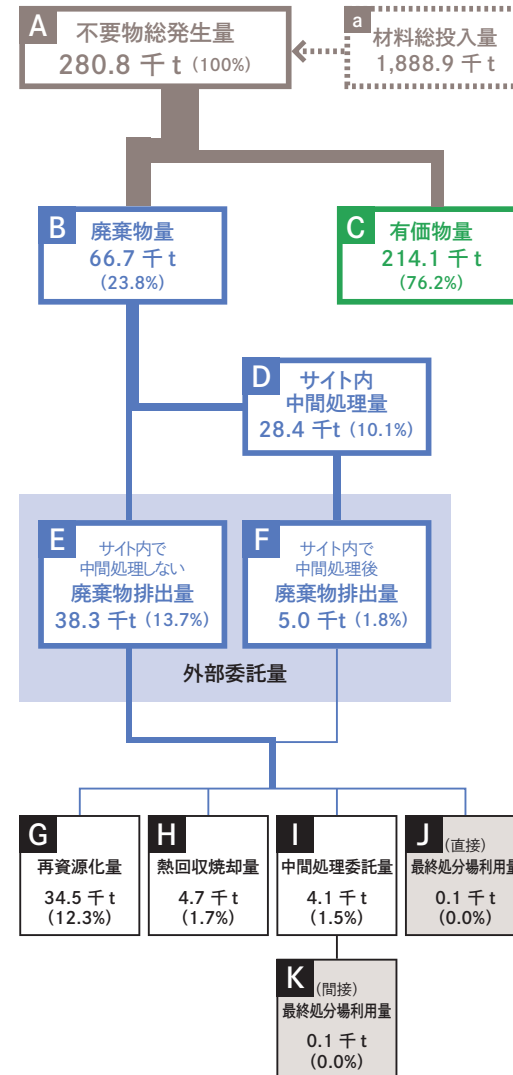 A
不要物総発生量
280.8 千 t (100%)
a
材料総投入量
1,888.9 千 t
B
廃棄物量
66.7 千 t
(23.8%)
C
有価物量
214.1 千 t
(76.2%)
D
サイト内
中間処理量
28.4 千t (10.1%)
E
サイト内で
中間処理しない
廃棄物排出量
38.3 千t (13.7%)
F
サイト内で
中間処理後
廃棄物排出量
5.0 千t (1.8%)
外部委託量
G
再資源化量
34.5 千 t
(12.3%)
H
熱回収焼却量
4.7 千 t
(1.7%)
I
中間処理委託量
4.1 千 t
(1.5%)
J
(直接)
最終処分場利用量
0.1 千 t
(0.0%)
K
(間接)
最終処分場利用量
0.1 千 t
(0.0%)